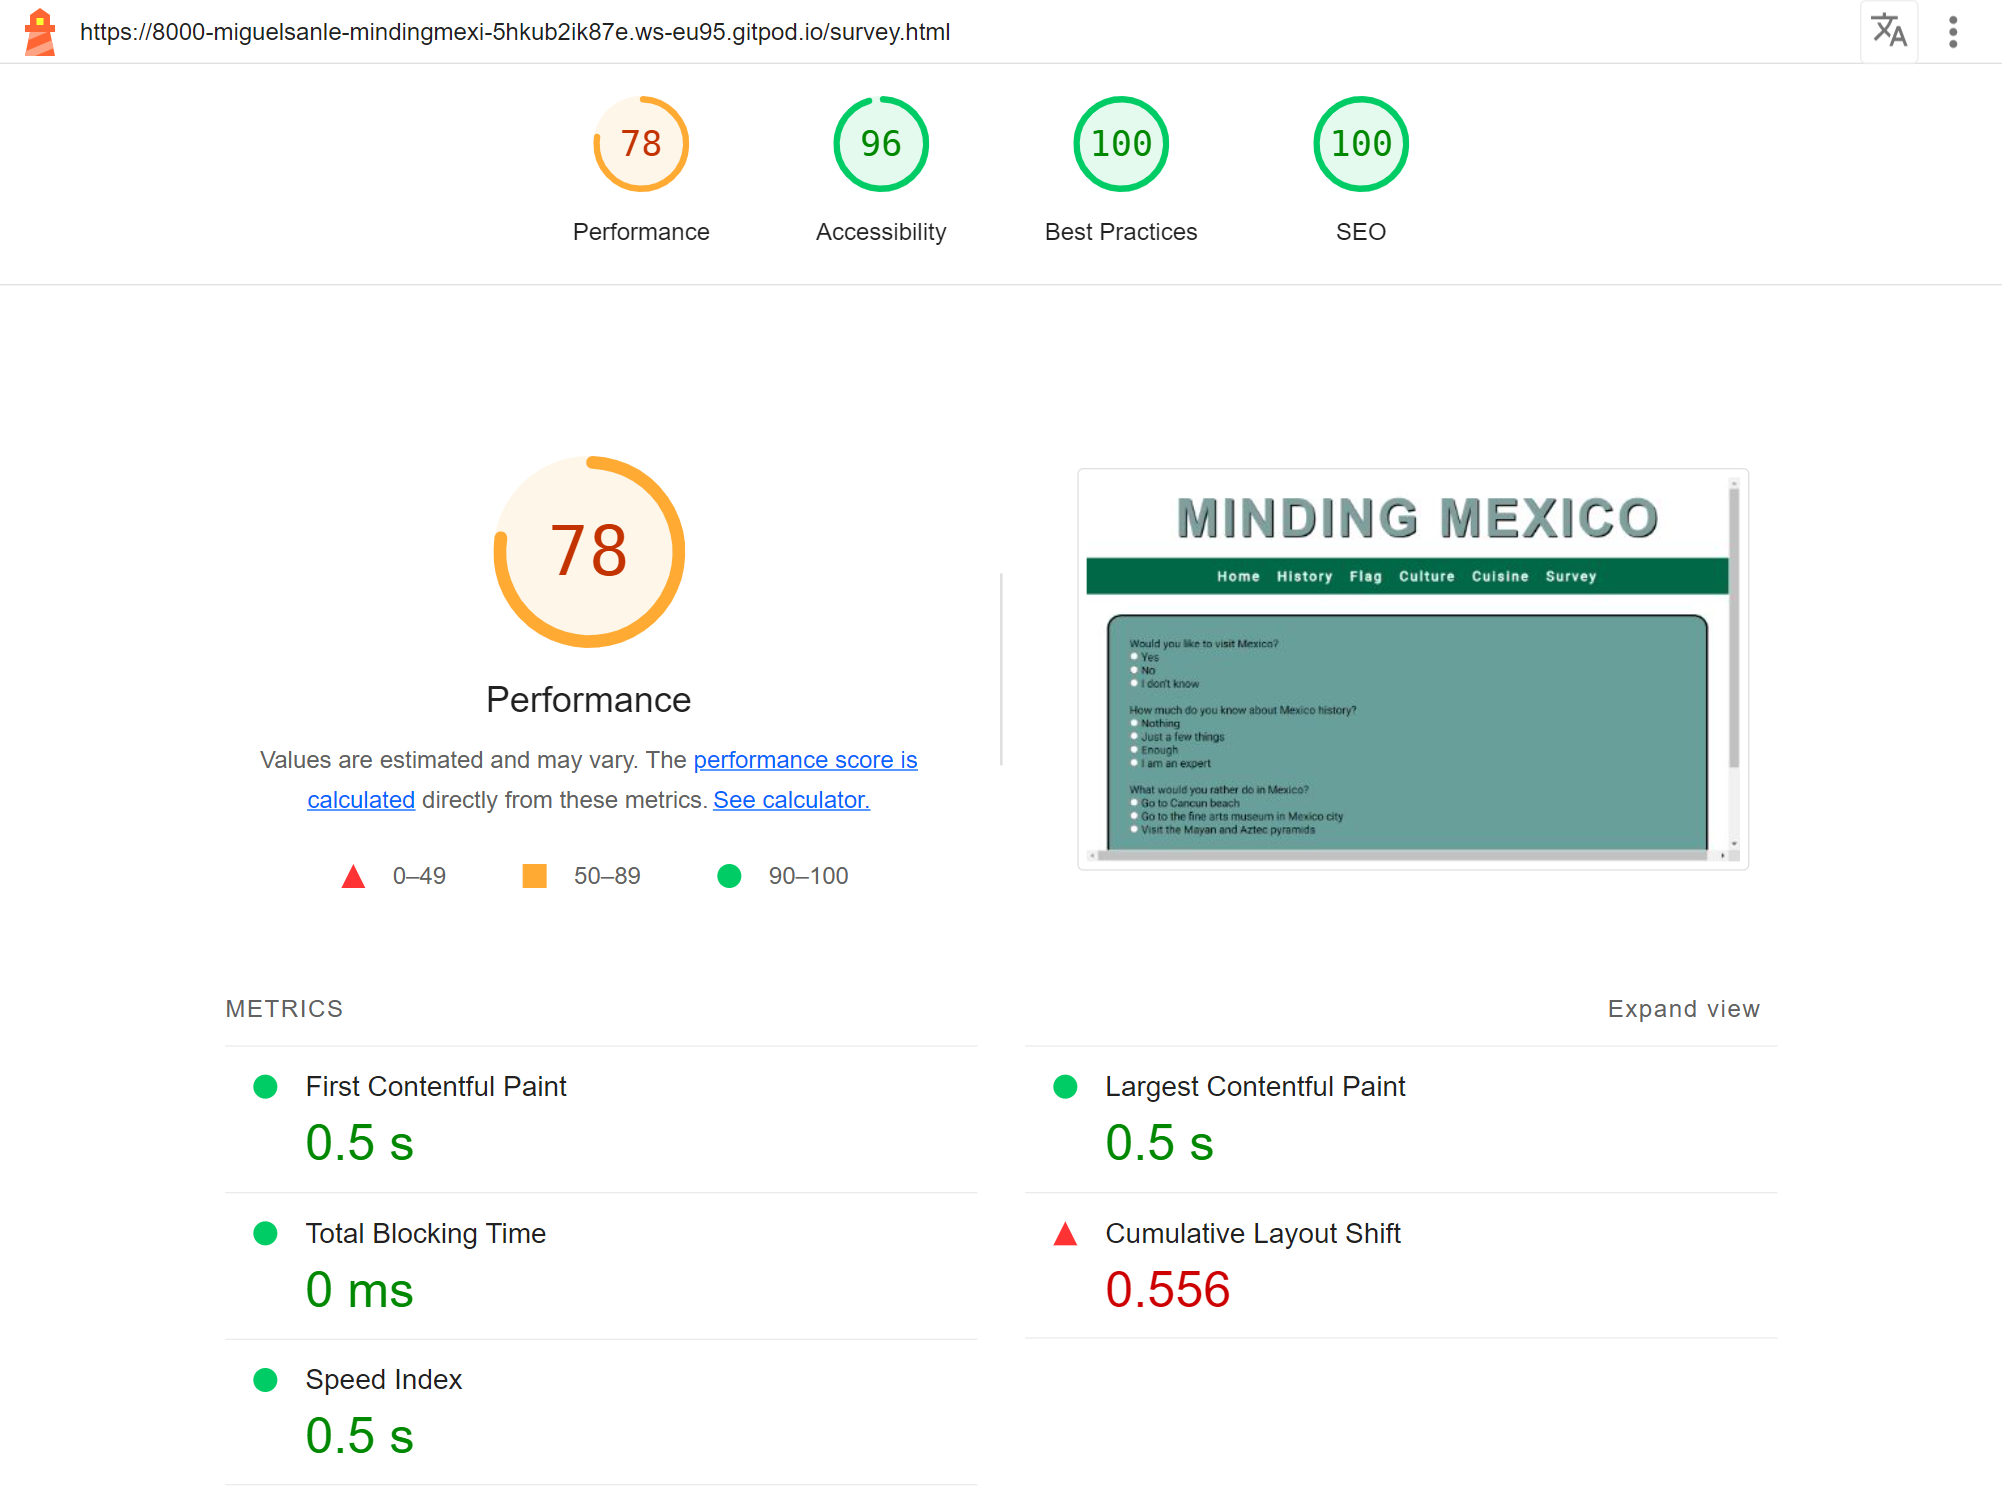 https://8000-miguelsanle-mindingmexi-5hkub2ik87e.ws-eu95.gitpod.io/survey.html
78
96
100
100
Performance
Accessibility
Best Practices
SEO
78
Performance
Values are estimated and may vary. The performance score is
calculated directly from these metrics. See calculator.
0–49
50–89
90–100
MINDING MEXICO
Home History Flag Culture Cuisine Survey
Would you like to visit Mexico?
Yes
No
I don't know
How much do you know about Mexico history?
Nothing
Just a few things
Enough
I am an expert
What would you rather do in Mexico?
Go to Cancun beach
Go to the fine arts museum in Mexico city
Visit the Mayan and Aztec pyramids
METRICS
Expand view
First Contentful Paint
0.5 s
Largest Contentful Paint
0.5 s
Total Blocking Time
0 ms
Cumulative Layout Shift
0.556
Speed Index
0.5 s